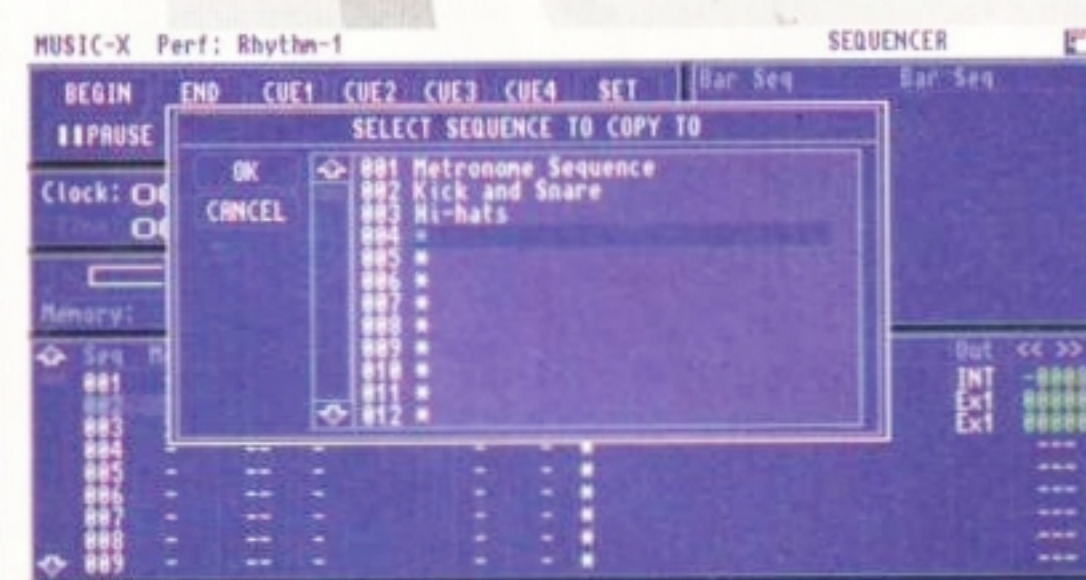 MUSIC-X Perf: Rhythm-1 SEQUENCER
BEGIN END CUE1 CUE2 CUE3 CUE4 SET Bar Seq Bar Seq
PAUSE
SELECT SEQUENCE TO COPY TO
OK
CANCEL
001 Metronome Sequence
002 Kick and Snare
003 Hi-hats
004
005 *
006 *
007 *
008 *
009 *
010 *
011 *
012 *
Clock:
Memory:
Seq Out << >>
001 INT
Ex1
003 Ex1
004 - -- - - - * ---
005 - -- - - - * ---
006 - -- - - - * ---
007 - -- - - - * ---
008 - -- - - - * ---
009 - -- - - - * ---